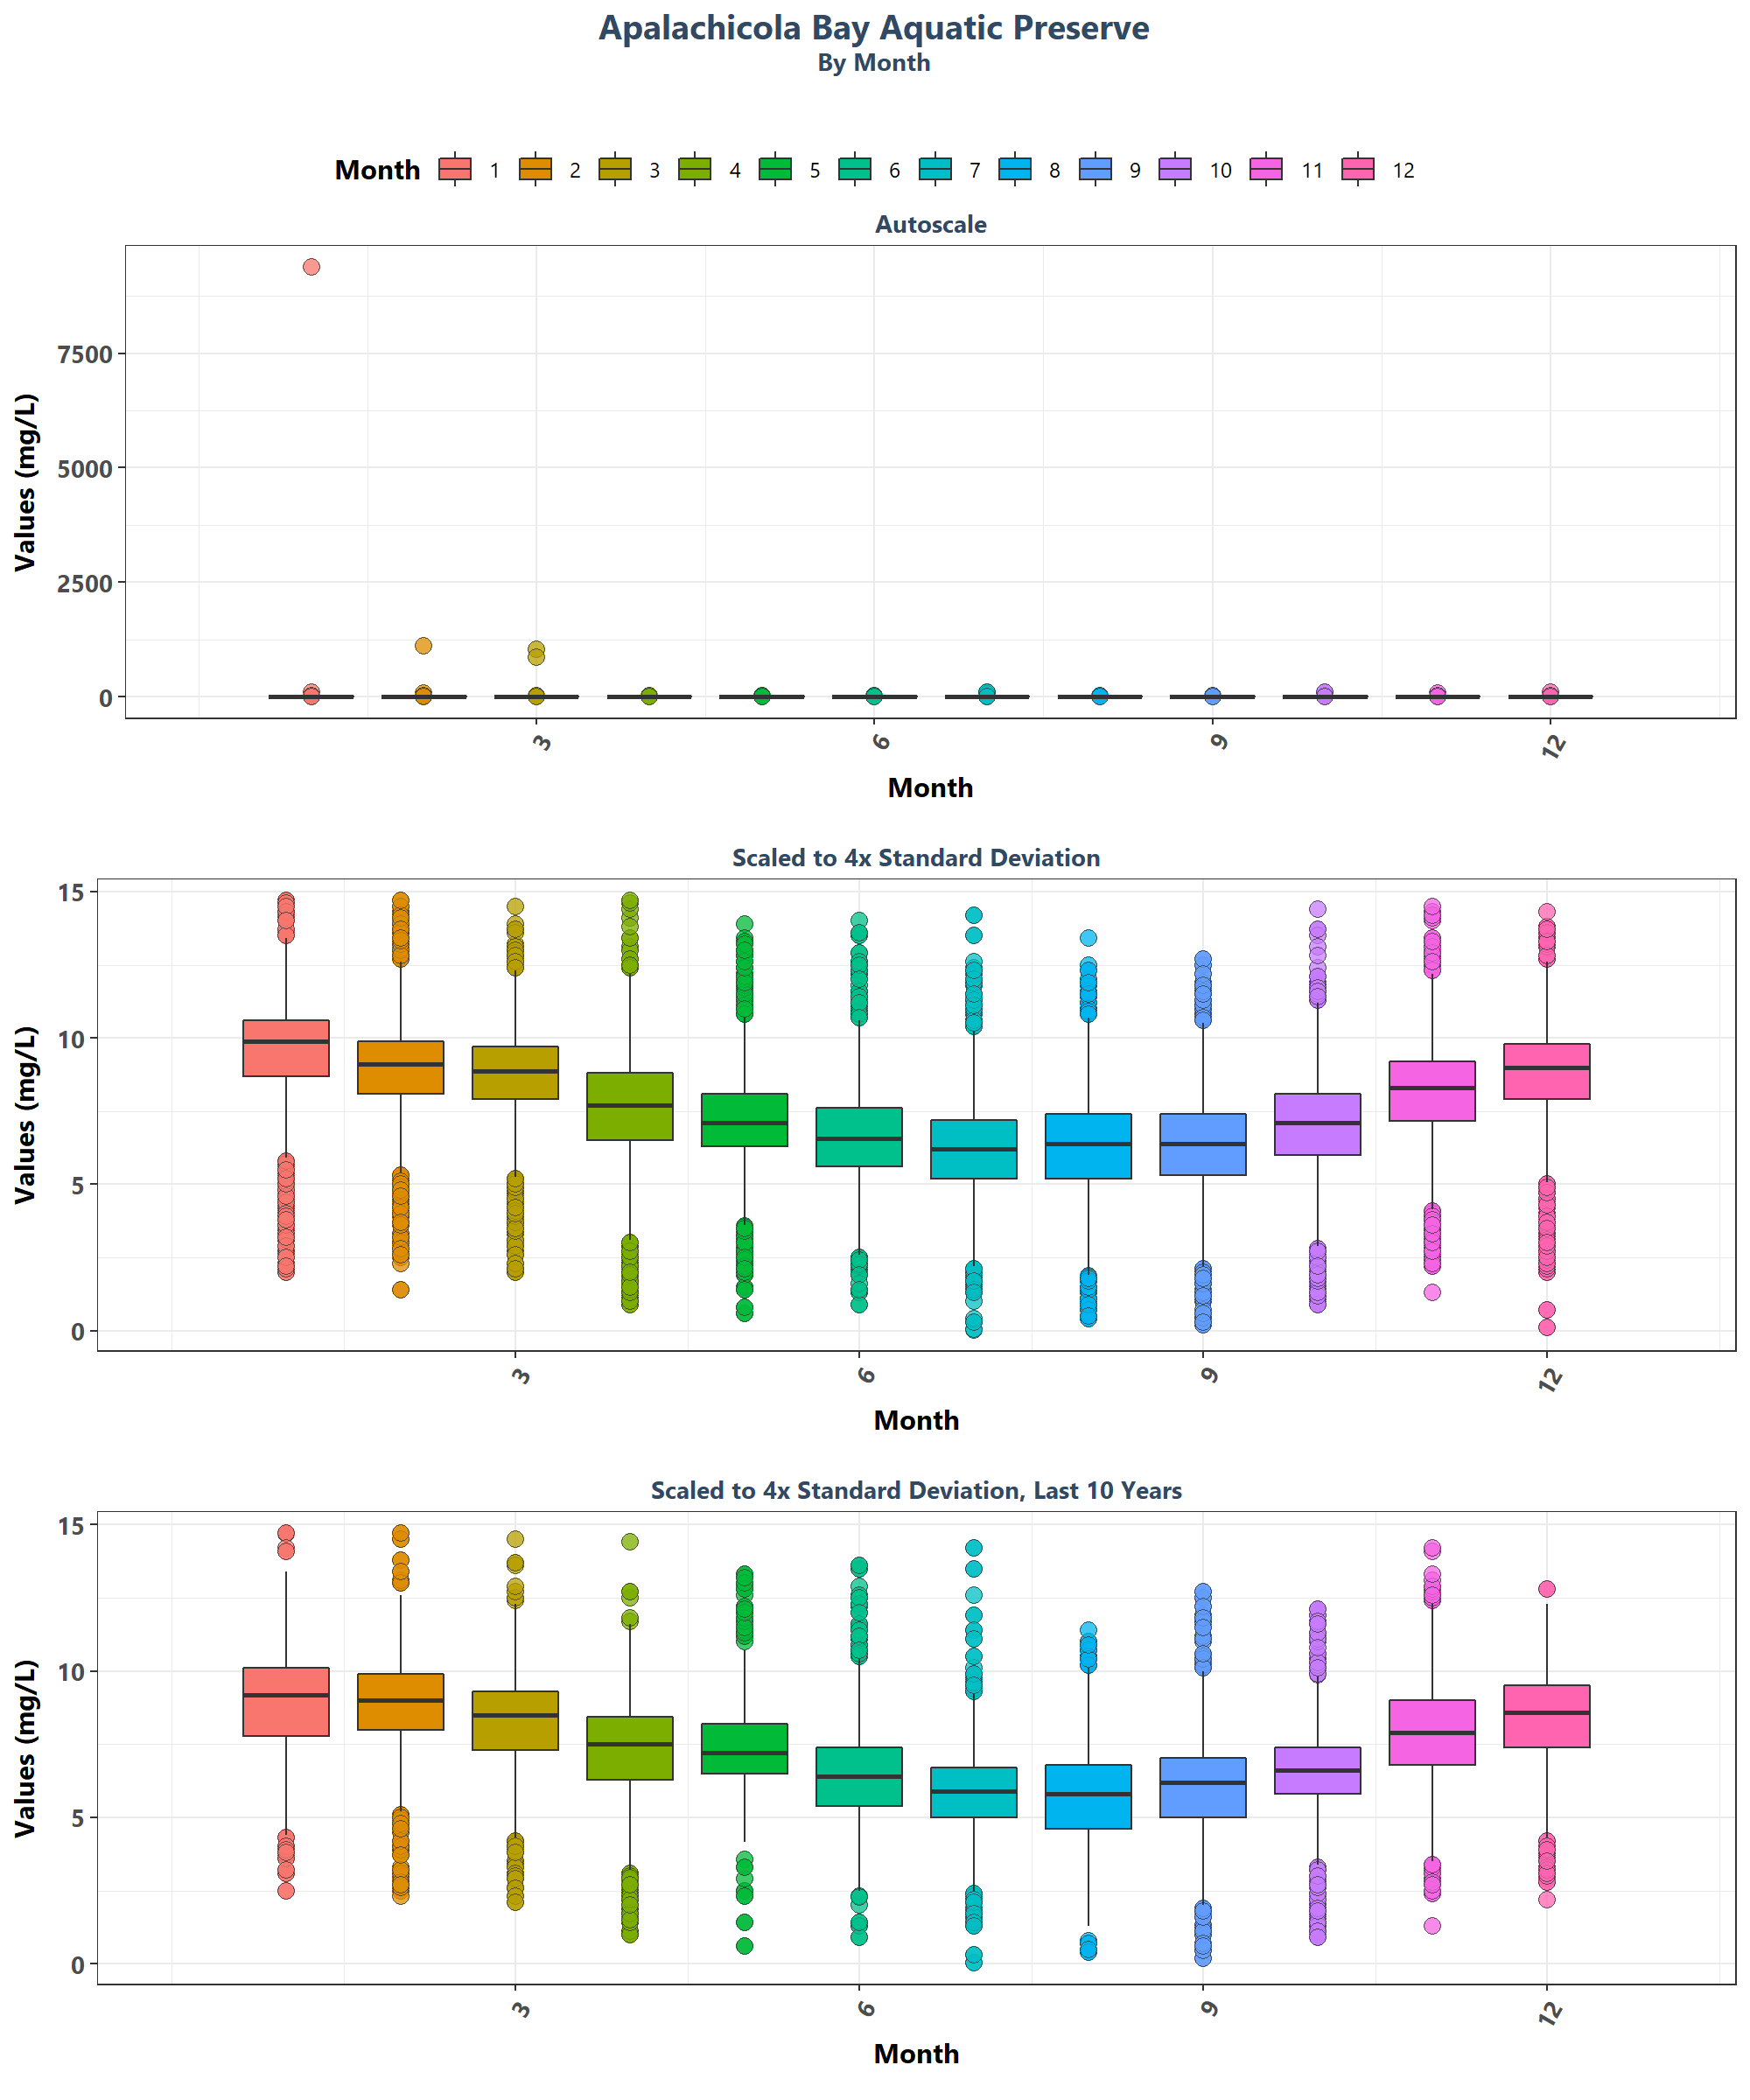 Apalachicola Bay Aquatic Preserve
By Month
Month 1 2 3 4 5 6 7 8 9 10 11 12
Autoscale
Values (mg/L)
7500
5000
2500
0
3 6 9 12
Month
Scaled to 4x Standard Deviation
Values (mg/L)
15
10
5
0
3 6 9 12
Month
Scaled to 4x Standard Deviation, Last 10 Years
Values (mg/L)
15
10
5
0
3 6 9 12
Month